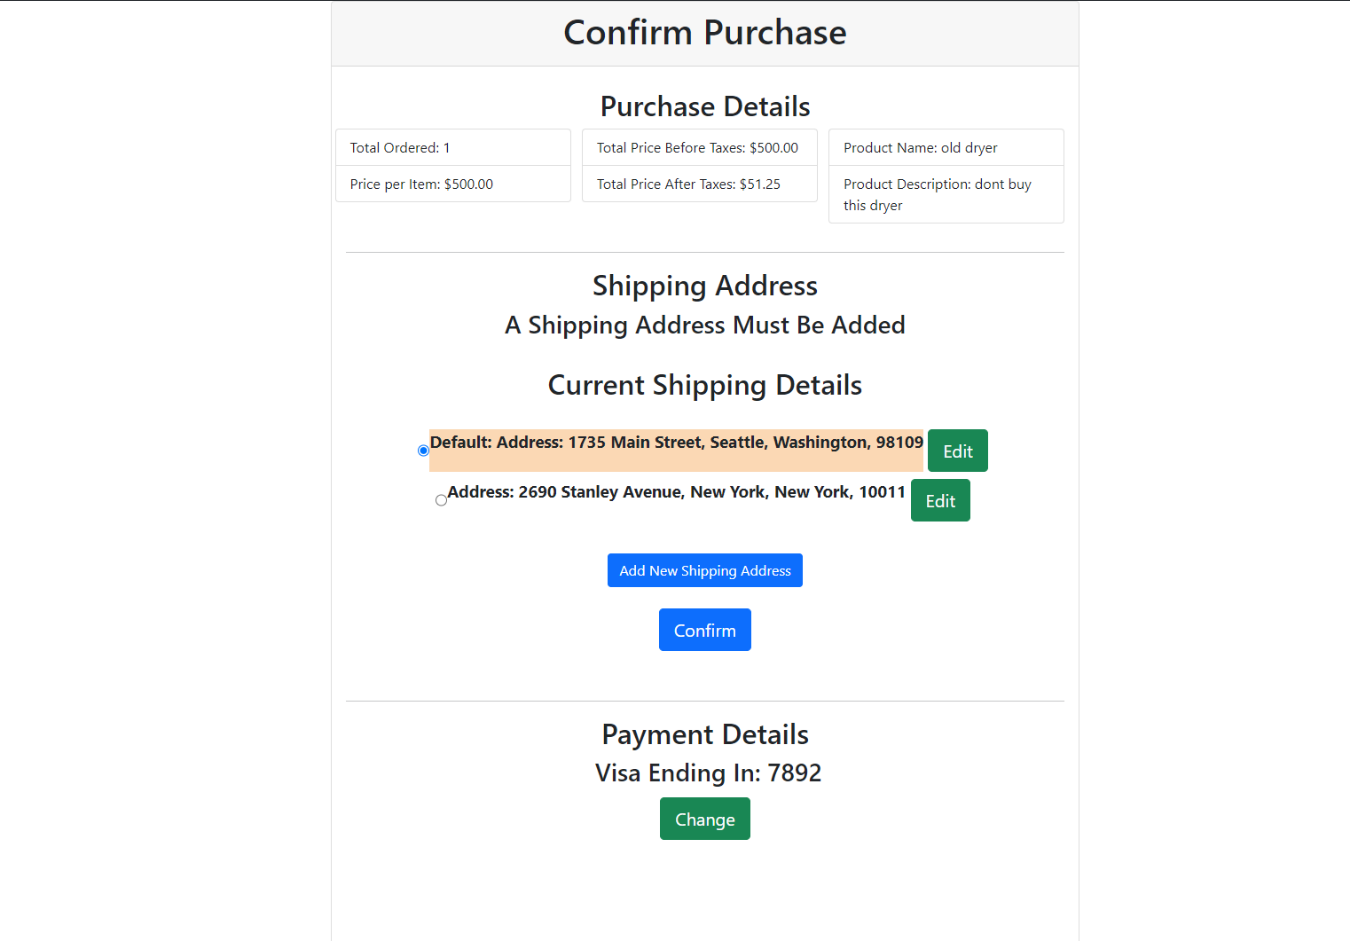 Confirm Purchase
Purchase Details
Total Ordered: 1
Price per Item: $500.00
Total Price Before Taxes: $500.00
Total Price After Taxes: $51.25
Product Name: old dryer
Product Description: dont buy
this dryer
Shipping Address
A Shipping Address Must Be Added
Current Shipping Details
Default: Address: 1735 Main Street, Seattle, Washington, 98109 Edit
Address: 2690 Stanley Avenue, New York, New York, 10011 Edit
Add New Shipping Address
Confirm
Payment Details
Visa Ending In: 7892
Change